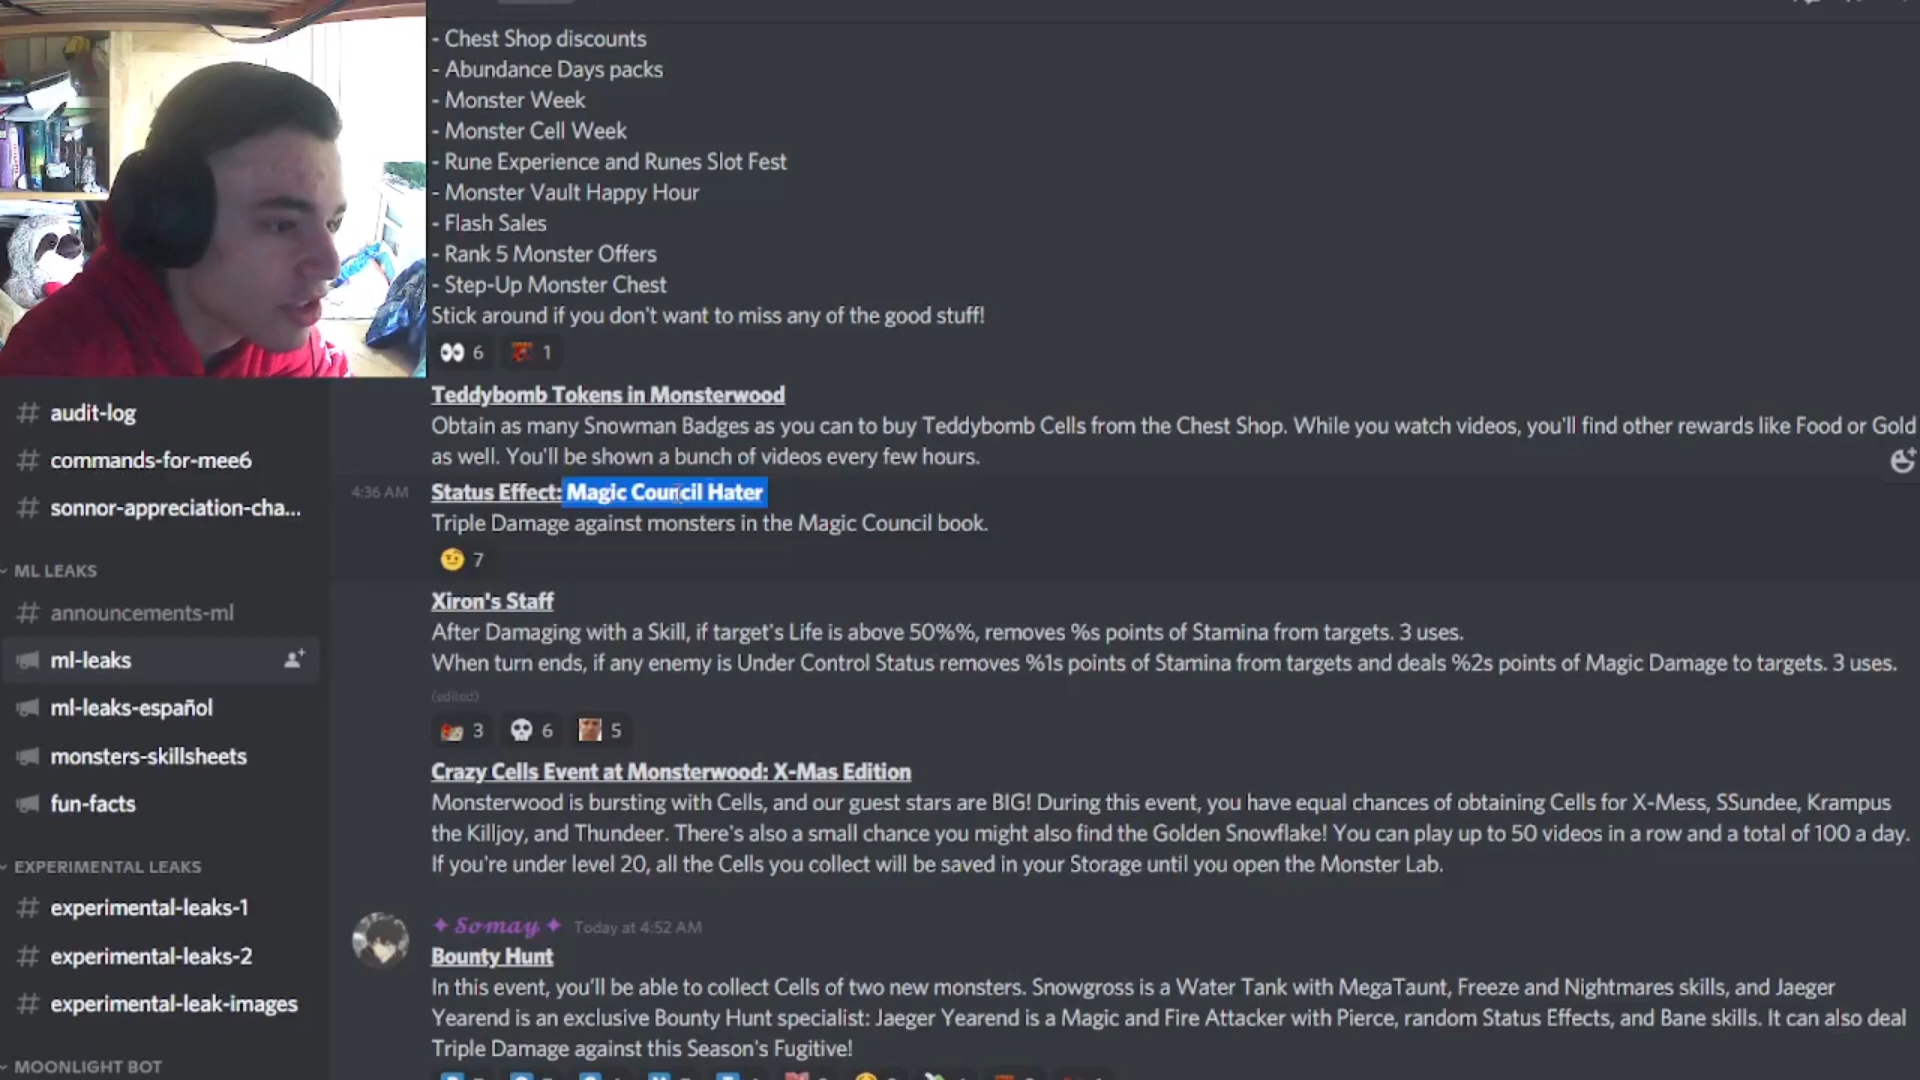 - Chest Shop discounts
- Abundance Days packs
- Monster Week
- Monster Cell Week
- Rune Experience and Runes Slot Fest
- Monster Vault Happy Hour
- Flash Sales
- Rank 5 Monster Offers
- Step-Up Monster Chest
Stick around if you don't want to miss any of the good stuff!
6 1
Teddybomb Tokens in Monsterwood
Obtain as many Snowman Badges as you can to buy Teddybomb Cells from the Chest Shop. While you watch videos, you'll find other rewards like Food or Gold
as well. You'll be shown a bunch of videos every few hours.
4:36 AM Status Effect: Magic Council Hater
Triple Damage against monsters in the Magic Council book.
7
Xiron's Staff
After Damaging with a Skill, if target's Life is above 50%%, removes %s points of Stamina from targets. 3 uses.
When turn ends, if any enemy is Under Control Status removes %1s points of Stamina from targets and deals %2s points of Magic Damage to targets. 3 uses.
(edited)
3 6 5
Crazy Cells Event at Monsterwood: X-Mas Edition
Monsterwood is bursting with Cells, and our guest stars are BIG! During this event, you have equal chances of obtaining Cells for X-Mess, SSundee, Krampus
the Killjoy, and Thundeer. There's also a small chance you might also find the Golden Snowflake! You can play up to 50 videos in a row and a total of 100 a day.
If you're under level 20, all the Cells you collect will be saved in your Storage until you open the Monster Lab.
✦ Somay ✦ Today at 4:52 AM
Bounty Hunt
In this event, you'll be able to collect Cells of two new monsters. Snowgross is a Water Tank with MegaTaunt, Freeze and Nightmares skills, and Jaeger
Yearend is an exclusive Bounty Hunt specialist: Jaeger Yearend is a Magic and Fire Attacker with Pierce, random Status Effects, and Bane skills. It can also deal
Triple Damage against this Season's Fugitive!
# audit-log
# commands-for-mee6
# sonnor-appreciation-cha...
ML LEAKS
# announcements-ml
ml-leaks
ml-leaks-español
monsters-skillsheets
fun-facts
EXPERIMENTAL LEAKS
# experimental-leaks-1
# experimental-leaks-2
# experimental-leak-images
MOONLIGHT BOT